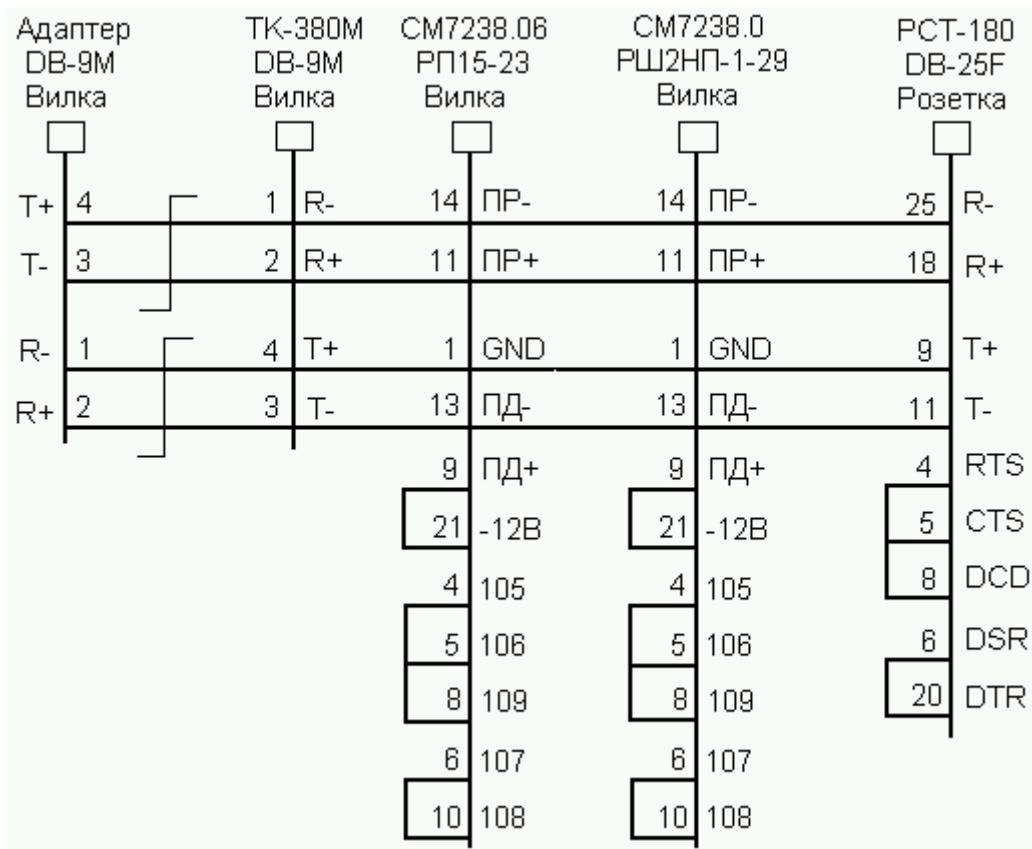 Адаптер TK-380M CM7238.06 CM7238.0 PCT-180
DB-9M DB-9M РП15-23 РШ2НП-1-29 DB-25F
Вилка Вилка Вилка Вилка Розетка
T+ 4 1 R- 14 ПР- 14 ПР- 25 R-
T- 3 2 R+ 11 ПР+ 11 ПР+ 18 R+
R- 1 4 T+ 1 GND 1 GND 9 T+
R+ 2 3 T- 13 ПД- 13 ПД- 11 T-
9 ПД+ 9 ПД+ 4 RTS
21 -12В 21 -12В 5 CTS
4 105 4 105 8 DCD
5 106 5 106 6 DSR
8 109 8 109 20 DTR
6 107 6 107
10 108 10 108